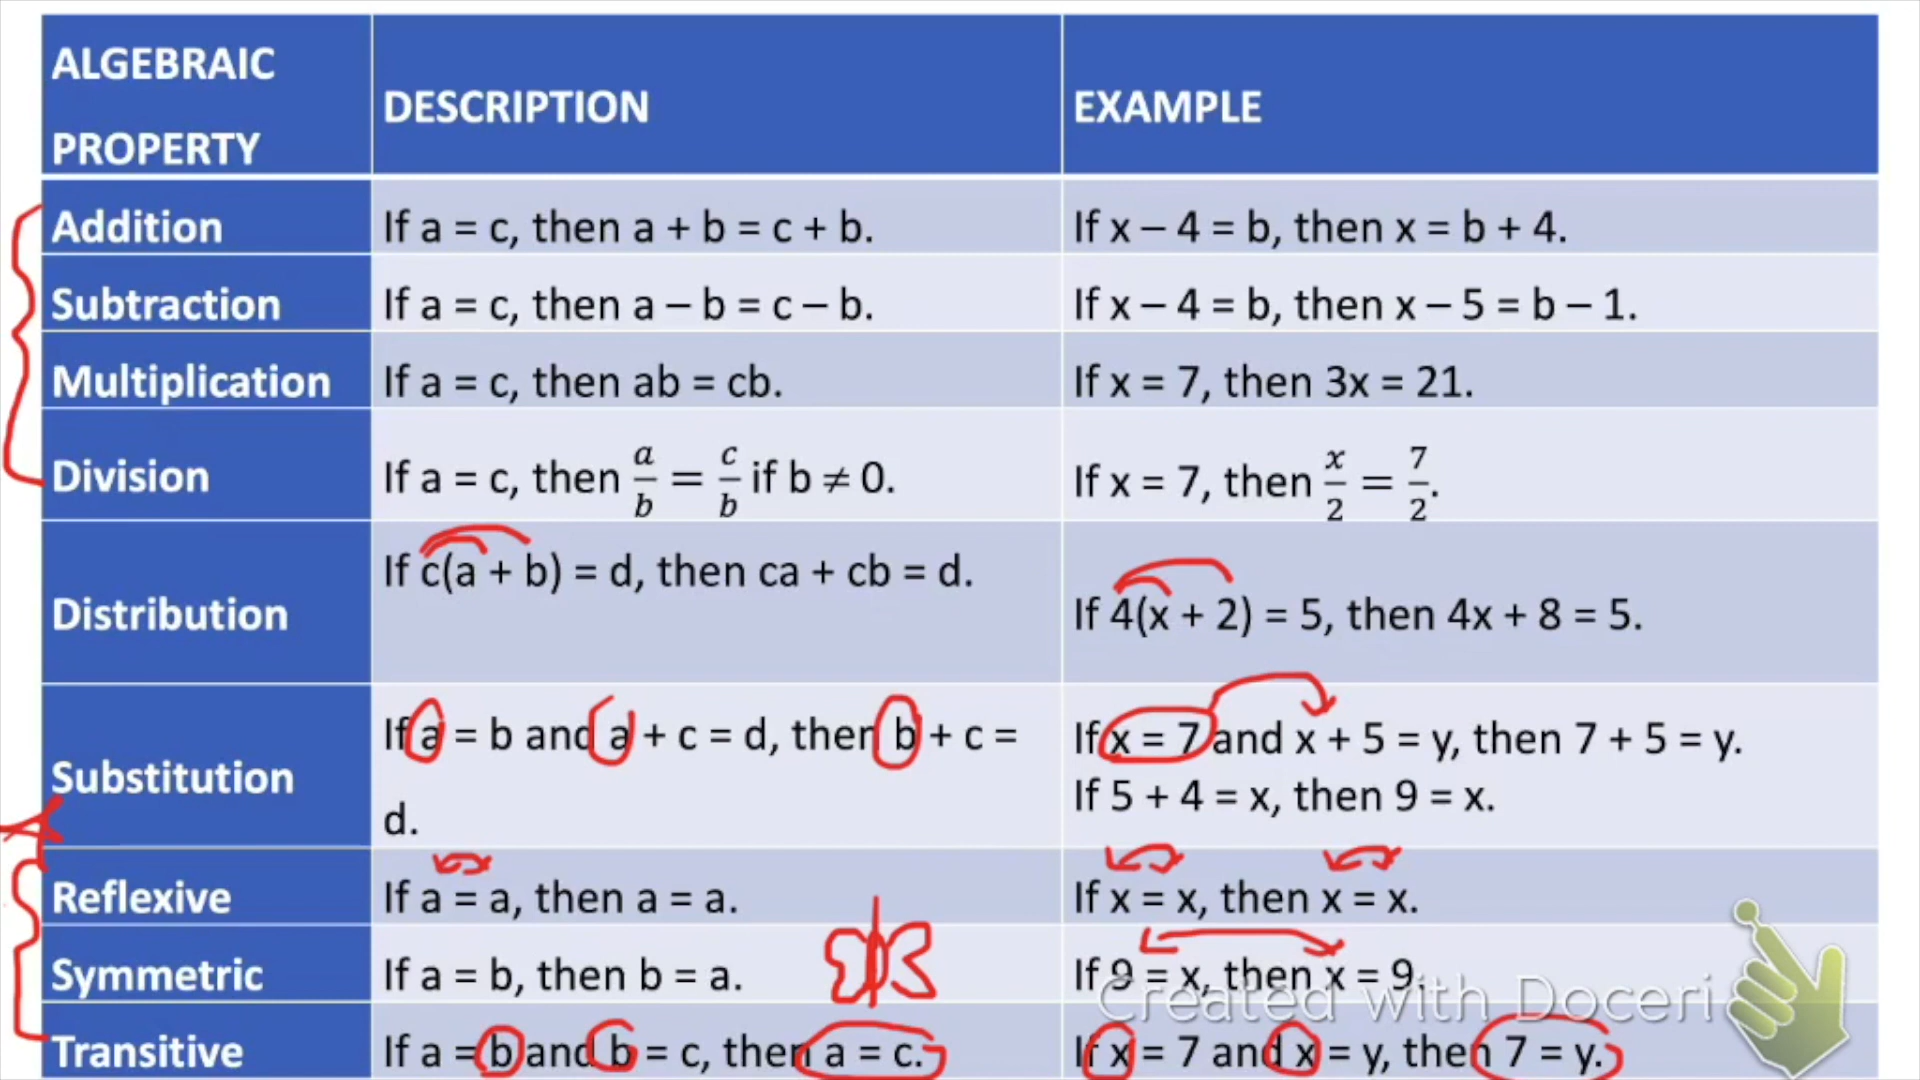 ALGEBRAIC
PROPERTY
DESCRIPTION
EXAMPLE
Addition
If a = c, then a + b = c + b.
If x – 4 = b, then x = b + 4.
Subtraction
If a = c, then a – b = c – b.
If x – 4 = b, then x – 5 = b – 1.
Multiplication
If a = c, then ab = cb.
If x = 7, then 3x = 21.
Division
If a = c, then a/b = c/b if b ≠ 0.
If x = 7, then x/2 = 7/2.
Distribution
If c(a + b) = d, then ca + cb = d.
If 4(x + 2) = 5, then 4x + 8 = 5.
Substitution
If a = b and a + c = d, then b + c =
d.
If x = 7 and x + 5 = y, then 7 + 5 = y.
If 5 + 4 = x, then 9 = x.
Reflexive
If a = a, then a = a.
If x = x, then x = x.
Symmetric
If a = b, then b = a.
If 9 = x, then x = 9.
Transitive
If a = b and b = c, then a = c.
If x = 7 and x = y, then 7 = y.
Created with Doceri